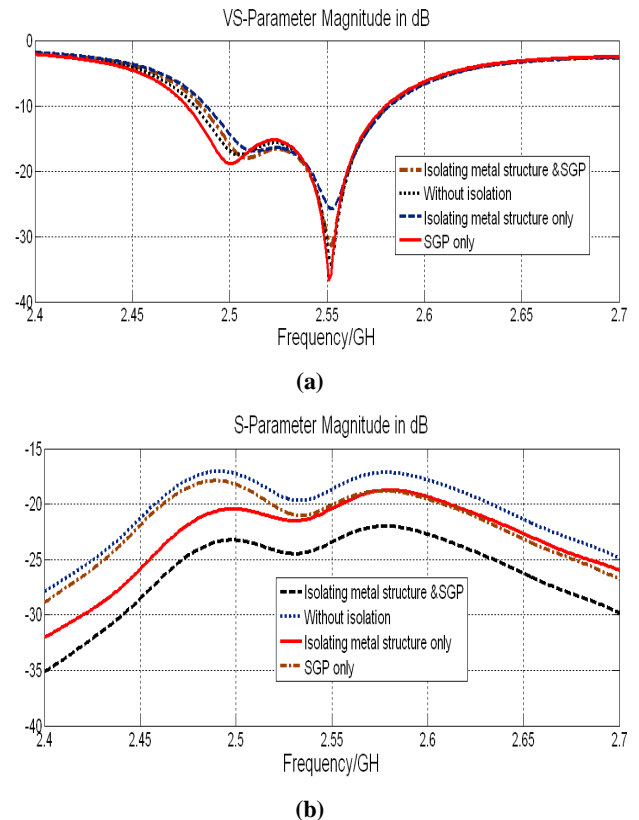 VS-Parameter Magnitude in dB
0
-10
-20
-30
-40
Isolating metal structure &SGP
Without isolation
Isolating metal structure only
SGP only
2.4 2.45 2.5 2.55 2.6 2.65 2.7
Frequency/GH
(a)
S-Parameter Magnitude in dB
-15
-20
-25
-30
-35
-40
Isolating metal structure &SGP
Without isolation
Isolating metal structure only
SGP only
2.4 2.45 2.5 2.55 2.6 2.65 2.7
Frequency/GH
(b)